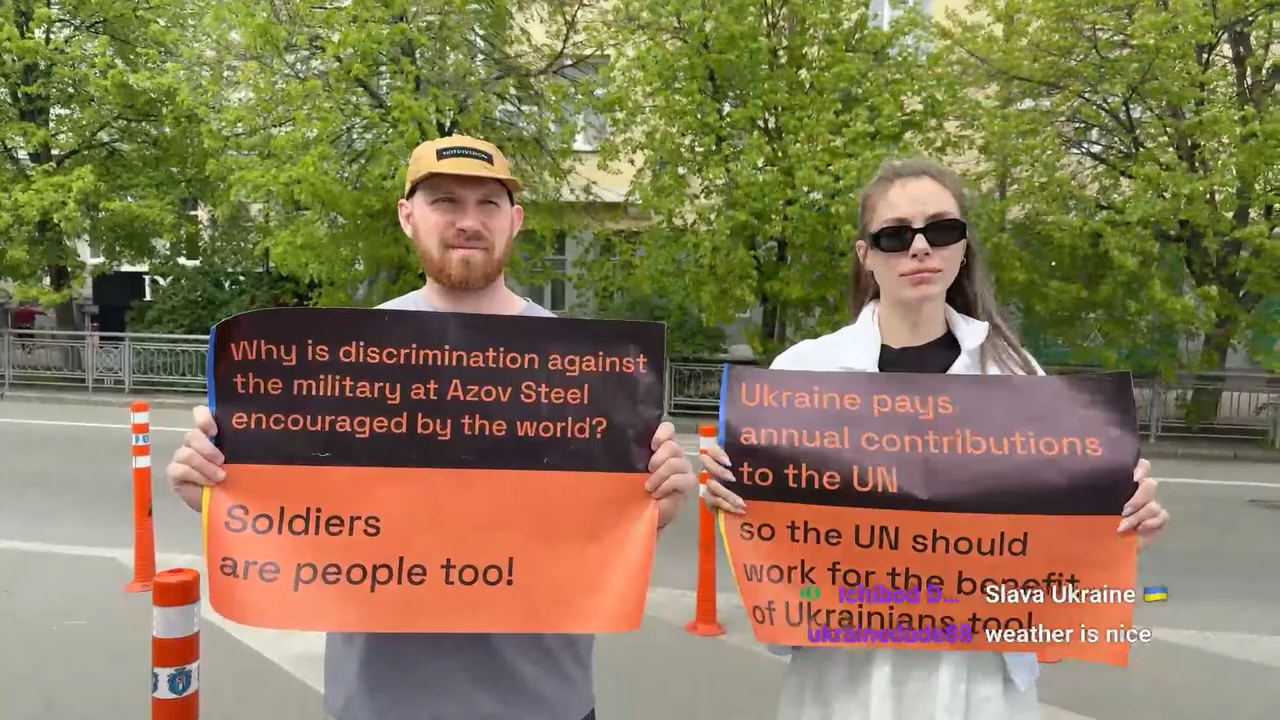 HOTDIVISION
Why is discrimination against
the military at Azov Steel
encouraged by the world?
Soldiers
are people too!
Ukraine pays
annual contributions
to the UN
so the UN should
work for the benefit
of Ukrainians too!
Ichibod D... Slava Ukraine 🇺🇦
ukrainedude88 weather is nice